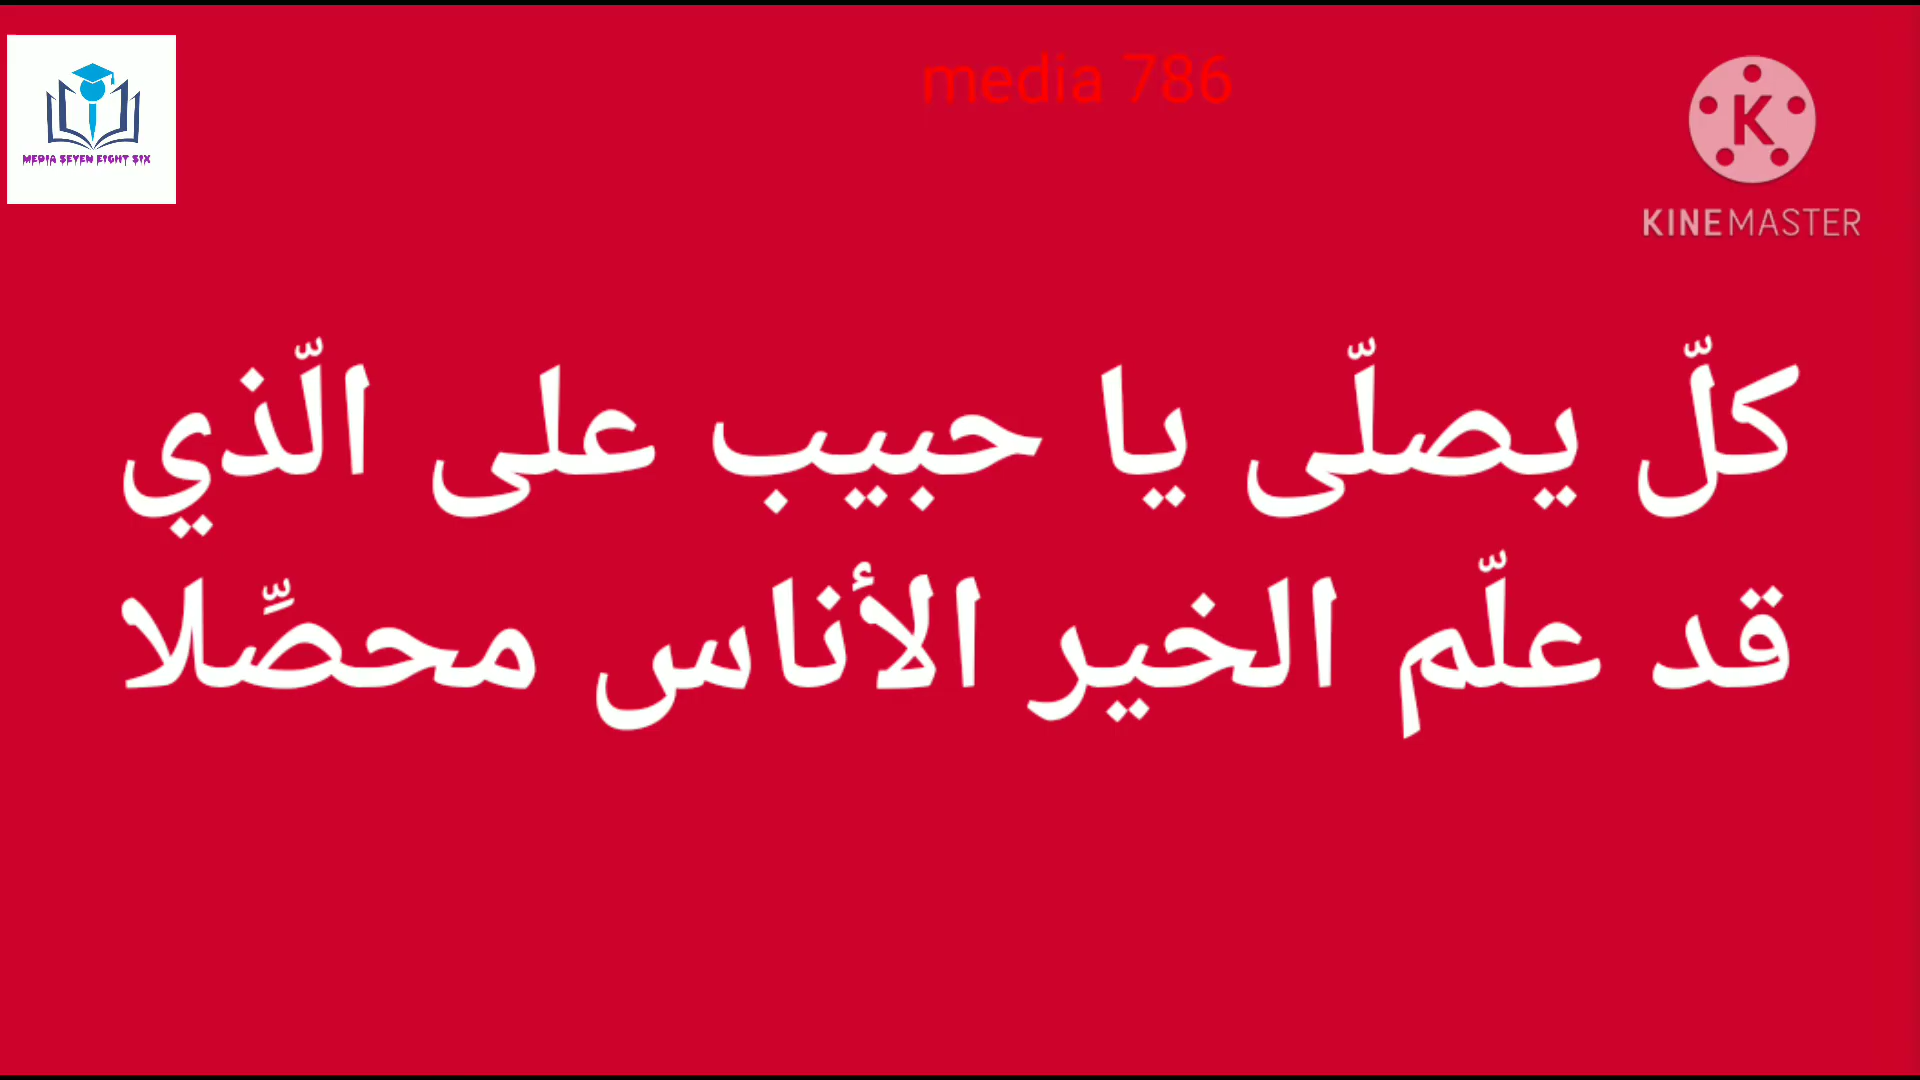 media 786
MEDIA SEVEN EIGHT SIX
K
KINEMASTER
كلّ يصلّى يا حبيب على الّذي
قد علّم الخير الأناس محصِّلا